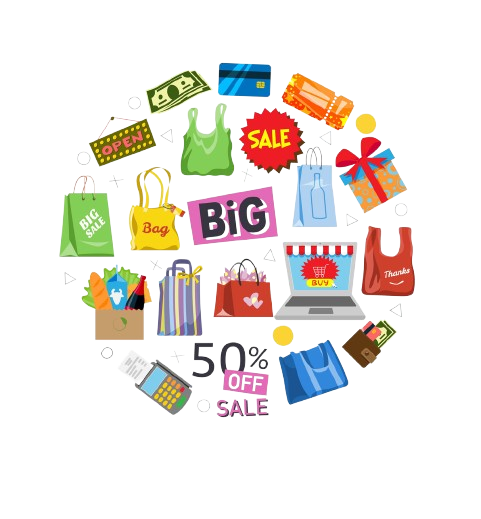 OPEN
SALE
BIG
SALE
Bag
BiG
Thanks
BUY
50%
OFF
SALE